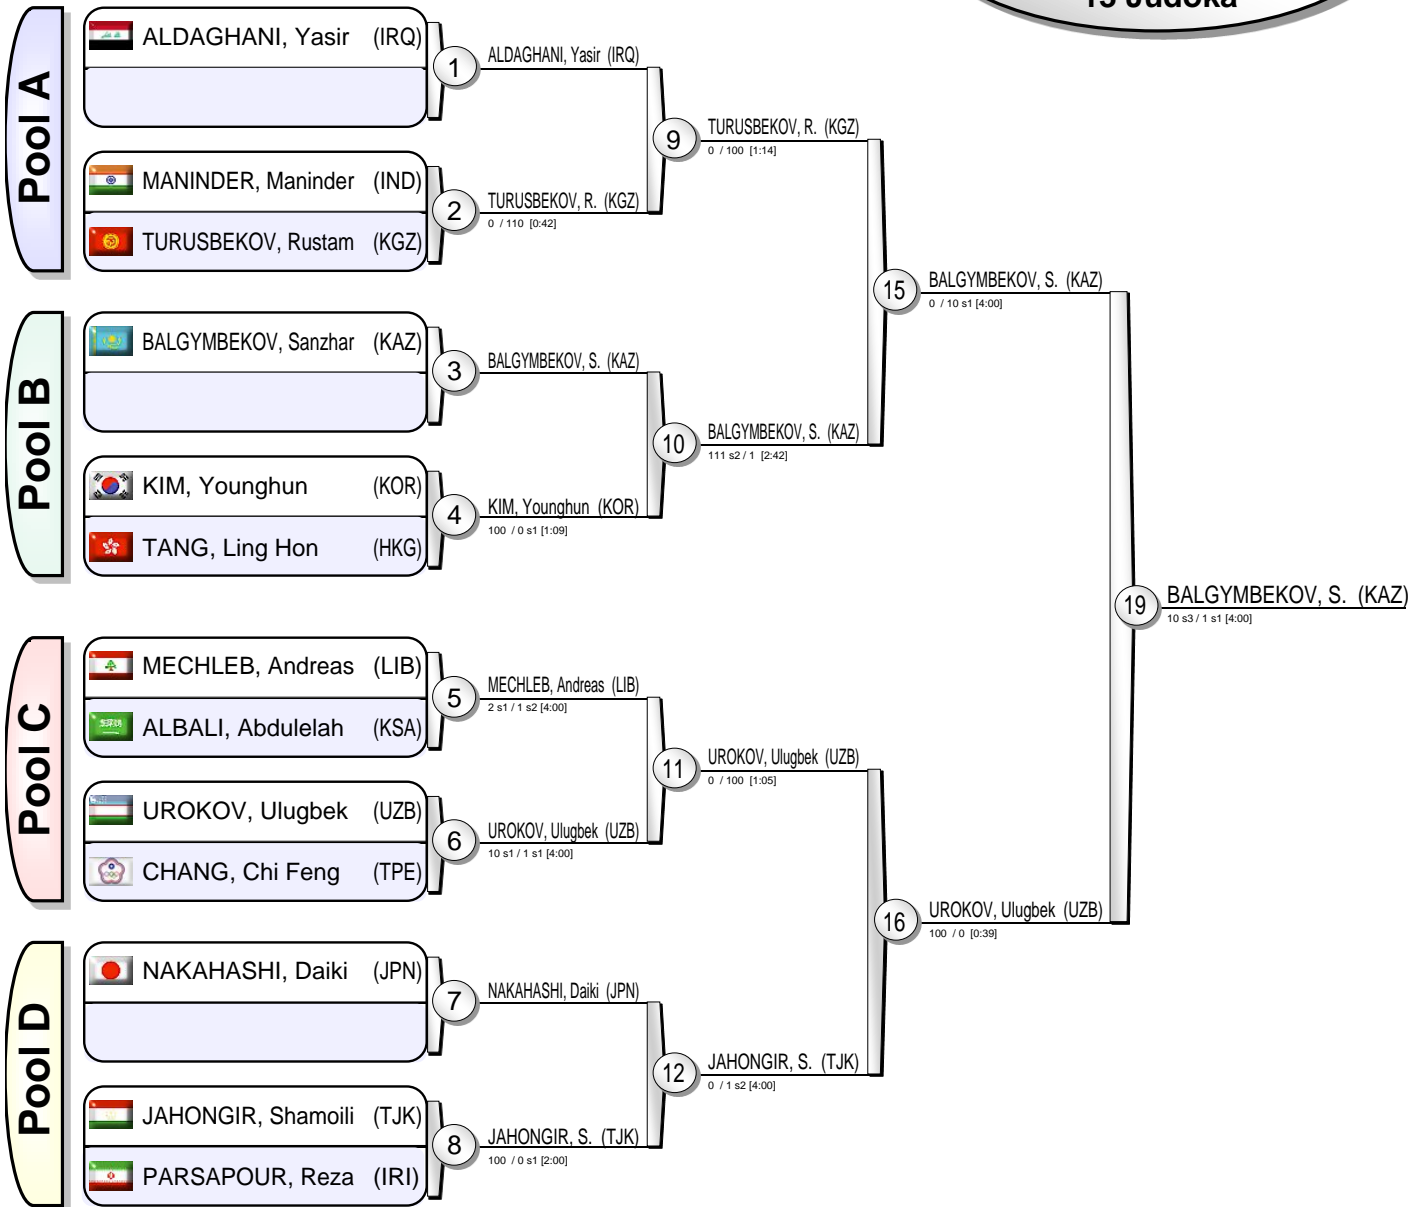 13 Judoka
Pool A
ALDAGHANI, Yasir (IRQ)
MANINDER, Maninder (IND)
TURUSBEKOV, Rustam (KGZ)
1
ALDAGHANI, Yasir (IRQ)
2
TURUSBEKOV, R. (KGZ)
0 / 110 [0:42]
9
TURUSBEKOV, R. (KGZ)
0 / 100 [1:14]
Pool B
BALGYMBEKOV, Sanzhar (KAZ)
KIM, Younghun (KOR)
TANG, Ling Hon (HKG)
3
BALGYMBEKOV, S. (KAZ)
4
KIM, Younghun (KOR)
100 / 0 s1 [1:09]
10
BALGYMBEKOV, S. (KAZ)
111 s2 / 1 [2:42]
15
BALGYMBEKOV, S. (KAZ)
0 / 10 s1 [4:00]
Pool C
MECHLEB, Andreas (LIB)
ALBALI, Abdulelah (KSA)
UROKOV, Ulugbek (UZB)
CHANG, Chi Feng (TPE)
5
MECHLEB, Andreas (LIB)
2 s1 / 1 s2 [4:00]
6
UROKOV, Ulugbek (UZB)
10 s1 / 1 s1 [4:00]
11
UROKOV, Ulugbek (UZB)
0 / 100 [1:05]
Pool D
NAKAHASHI, Daiki (JPN)
JAHONGIR, Shamoili (TJK)
PARSAPOUR, Reza (IRI)
7
NAKAHASHI, Daiki (JPN)
8
JAHONGIR, S. (TJK)
100 / 0 s1 [2:00]
12
JAHONGIR, S. (TJK)
0 / 1 s2 [4:00]
16
UROKOV, Ulugbek (UZB)
100 / 0 [0:39]
19
BALGYMBEKOV, S. (KAZ)
10 s3 / 1 s1 [4:00]